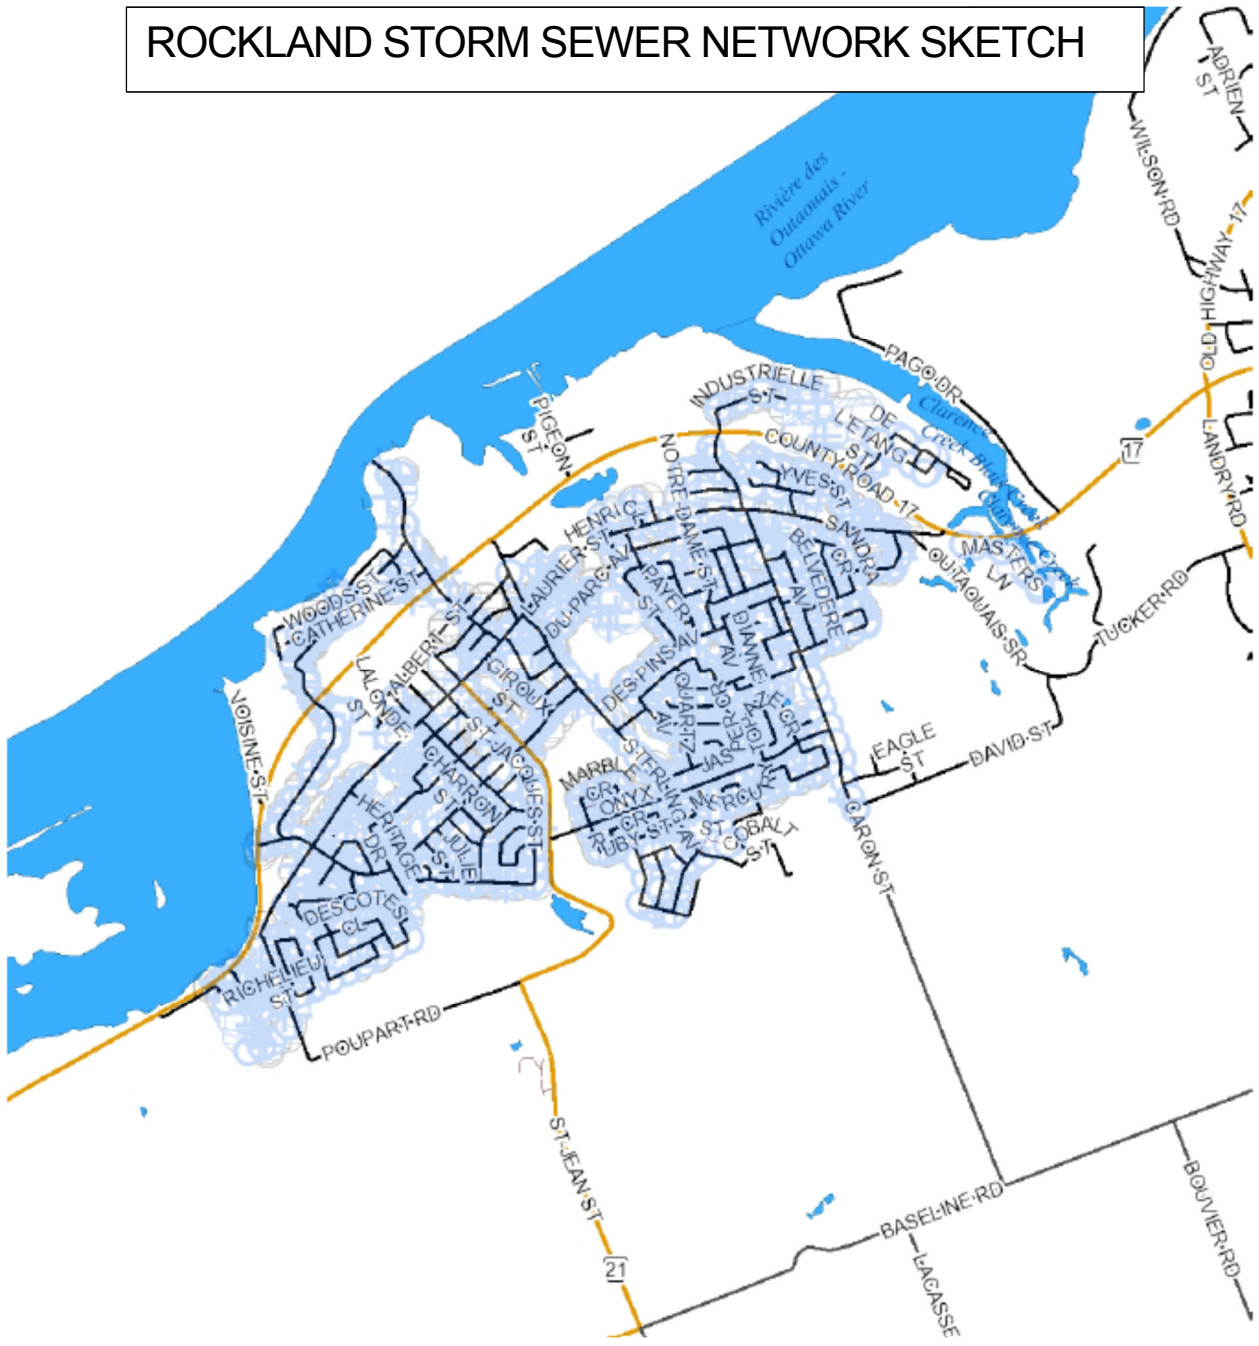 ROCKLAND STORM SEWER NETWORK SKETCH
ADRIEN
ST
WILSON RD
Rivière des
Outaouais -
Ottawa River
HIGHWAY 17
OLD
PAGO DR
INDUSTRIELLE
ST
Clarence
Creek
DE
L'ETANG
ST
PIGEON
ST
NOTRE-DAME ST
COUNTY ROAD 17
17
LANDRY RD
YVES ST
HENRI
CL
SANDRA
CR
LAURIER ST
DU PARC AV
BELVEDERE
AV
MASTERS
LN
OUTAOUAIS SR
TUCKER RD
WOODS ST
CATHERINE ST
PAYER
ST
DIANNE
AV
ALBERT
ST
LALONDE
ST
GIROUX
ST
DES PINS AV
QUARTZ
AV
VOISINE ST
ST-JACQUES ST
EAGLE
ST
DAVID ST
CHARRON
ST
MARBLE
CR
STERLING AV
JAS
ONYX
CR
RUBY ST
COBALT
ST
HERITAGE
DR
JULIE
ST
CARON ST
DESCOTES
CL
RICHELIEU
ST
POUPART RD
ST-JEAN ST
21
BASELINE RD
LACASSE
BOUVIER RD